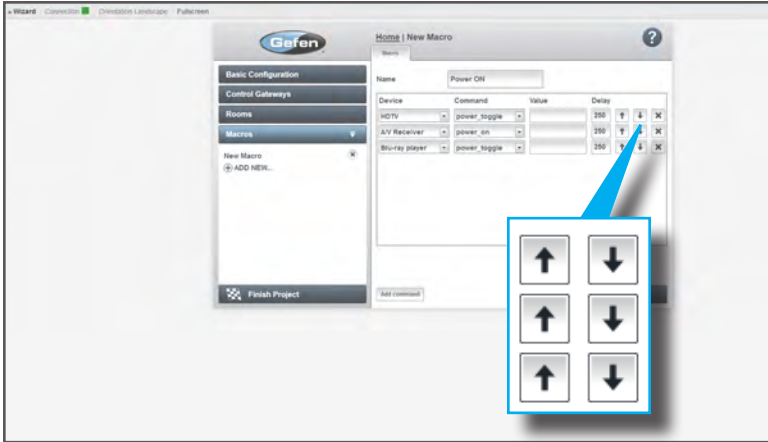 Wizard Connection Orientation Landscape Fullscreen
Gefen
Home | New Macro
?
Macro
Basic Configuration
Control Gateways
Rooms
Macros
New Macro
ADD NEW...
Finish Project
Name Power ON
Device Command Value Delay
HDTV power_toggle 250
A/V Receiver power_on 250
Blu-ray player power_toggle 250
Add command